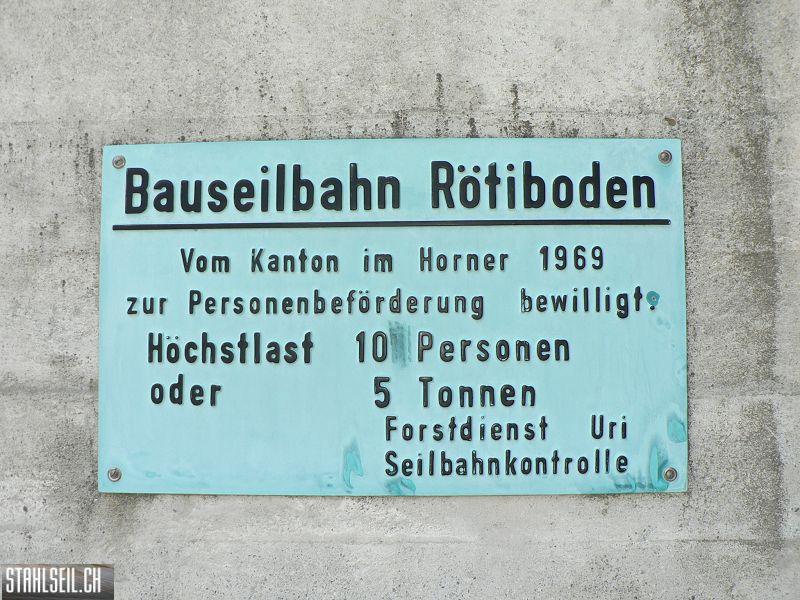 Bauseilbahn Rötiboden
Vom Kanton im Horner 1969
zur Personenbeförderung bewilligt.
Höchstlast 10 Personen
oder 5 Tonnen
Forstdienst Uri
Seilbahnkontrolle
STAHLSEIL.CH